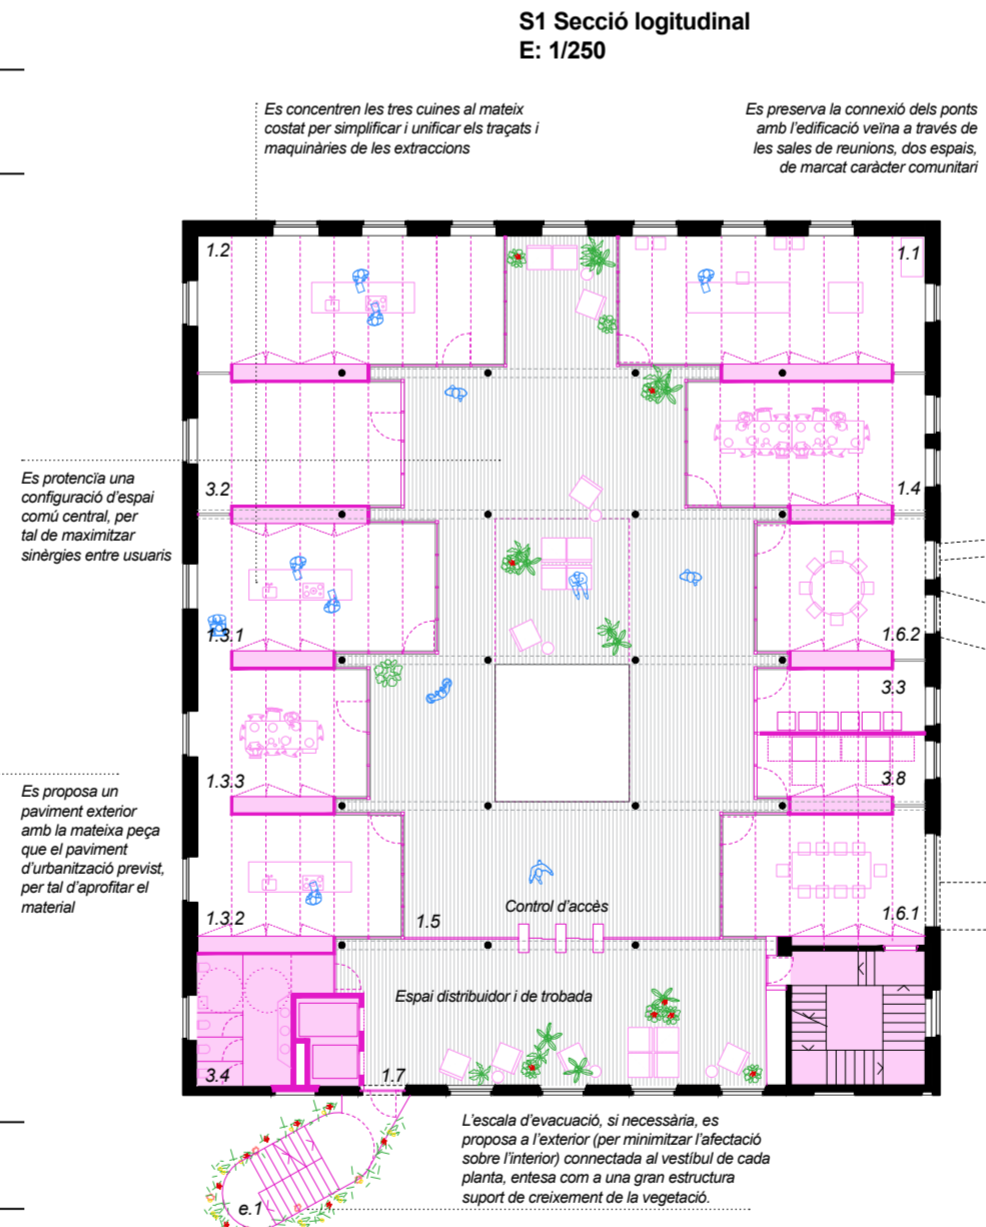 S1 Secció logitudinal
E: 1/250
Es concentren les tres cuines al mateix
costat per simplificar i unificar els traçats i
maquinàries de les extraccions
Es preserva la connexió dels ponts
amb l'edificació veïna a través de
les sales de reunions, dos espais,
de marcat caràcter comunitari
1.2
1.1
3.2
1.4
Es protencïa una
configuració d'espai
comú central, per
tal de maximitzar
sinèrgies entre usuaris
1.3.1
1.6.2
3.3
1.3.3
3.8
Es proposa un
paviment exterior
amb la mateixa peça
que el paviment
d'urbanització previst,
per tal d'aprofitar el
material
1.3.2
1.5
Control d'accès
1.6.1
Espai distribuidor i de trobada
3.4
1.7
L'escala d'evacuació, si necessària, es
proposa a l'exterior (per minimitzar l'afectació
sobre l'interior) connectada al vestíbul de cada
planta, entesa com a una gran estructura
suport de creixement de la vegetació.
e.1